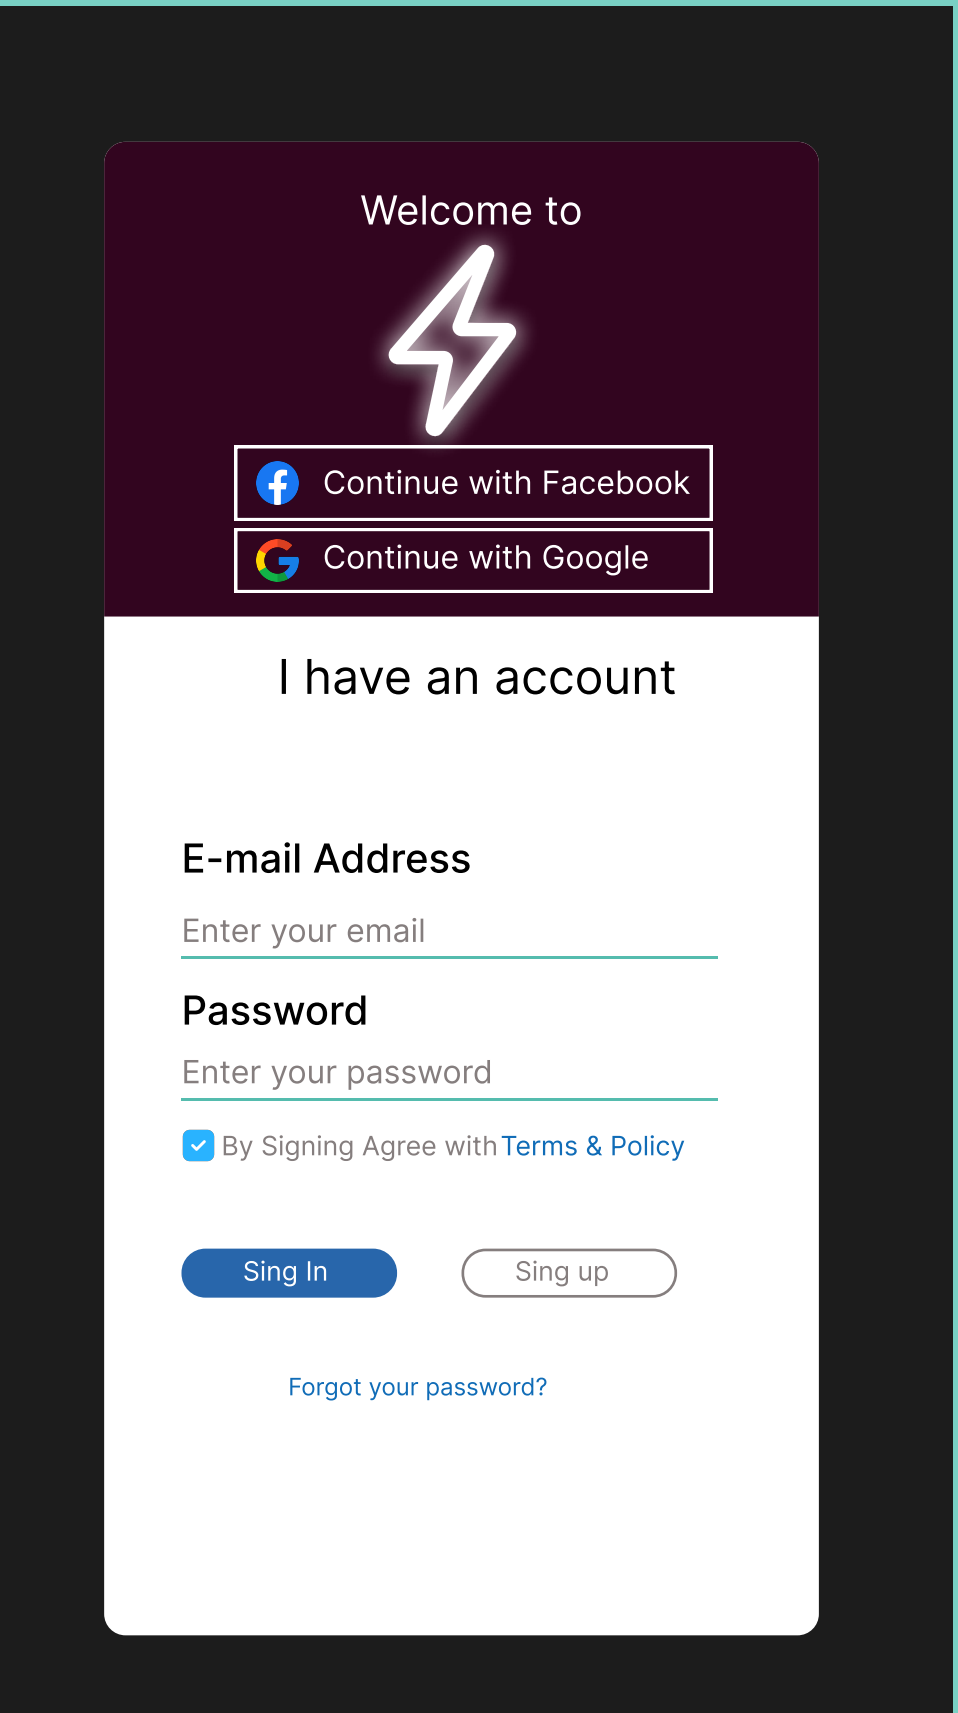 Welcome to
Continue with Facebook
Continue with Google
I have an account
E-mail Address
Enter your email
Password
Enter your password
By Signing Agree with Terms & Policy
Sing In
Sing up
Forgot your password?